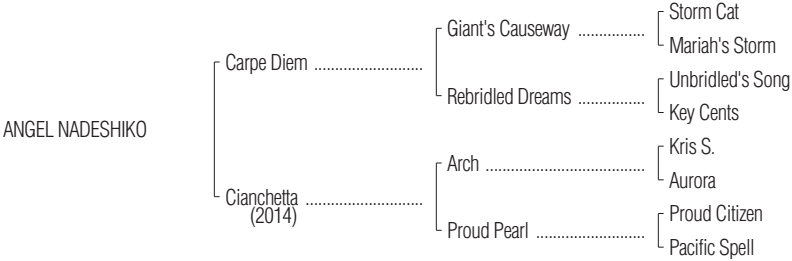 Storm Cat
Giant's Causeway ................
Mariah's Storm
Carpe Diem ..........................
Unbridled's Song
Rebridled Dreams ................
Key Cents
ANGEL NADESHIKO
Kris S.
Arch ......................................
Aurora
Cianchetta ............................
(2014)
Proud Citizen
Proud Pearl ..........................
Pacific Spell